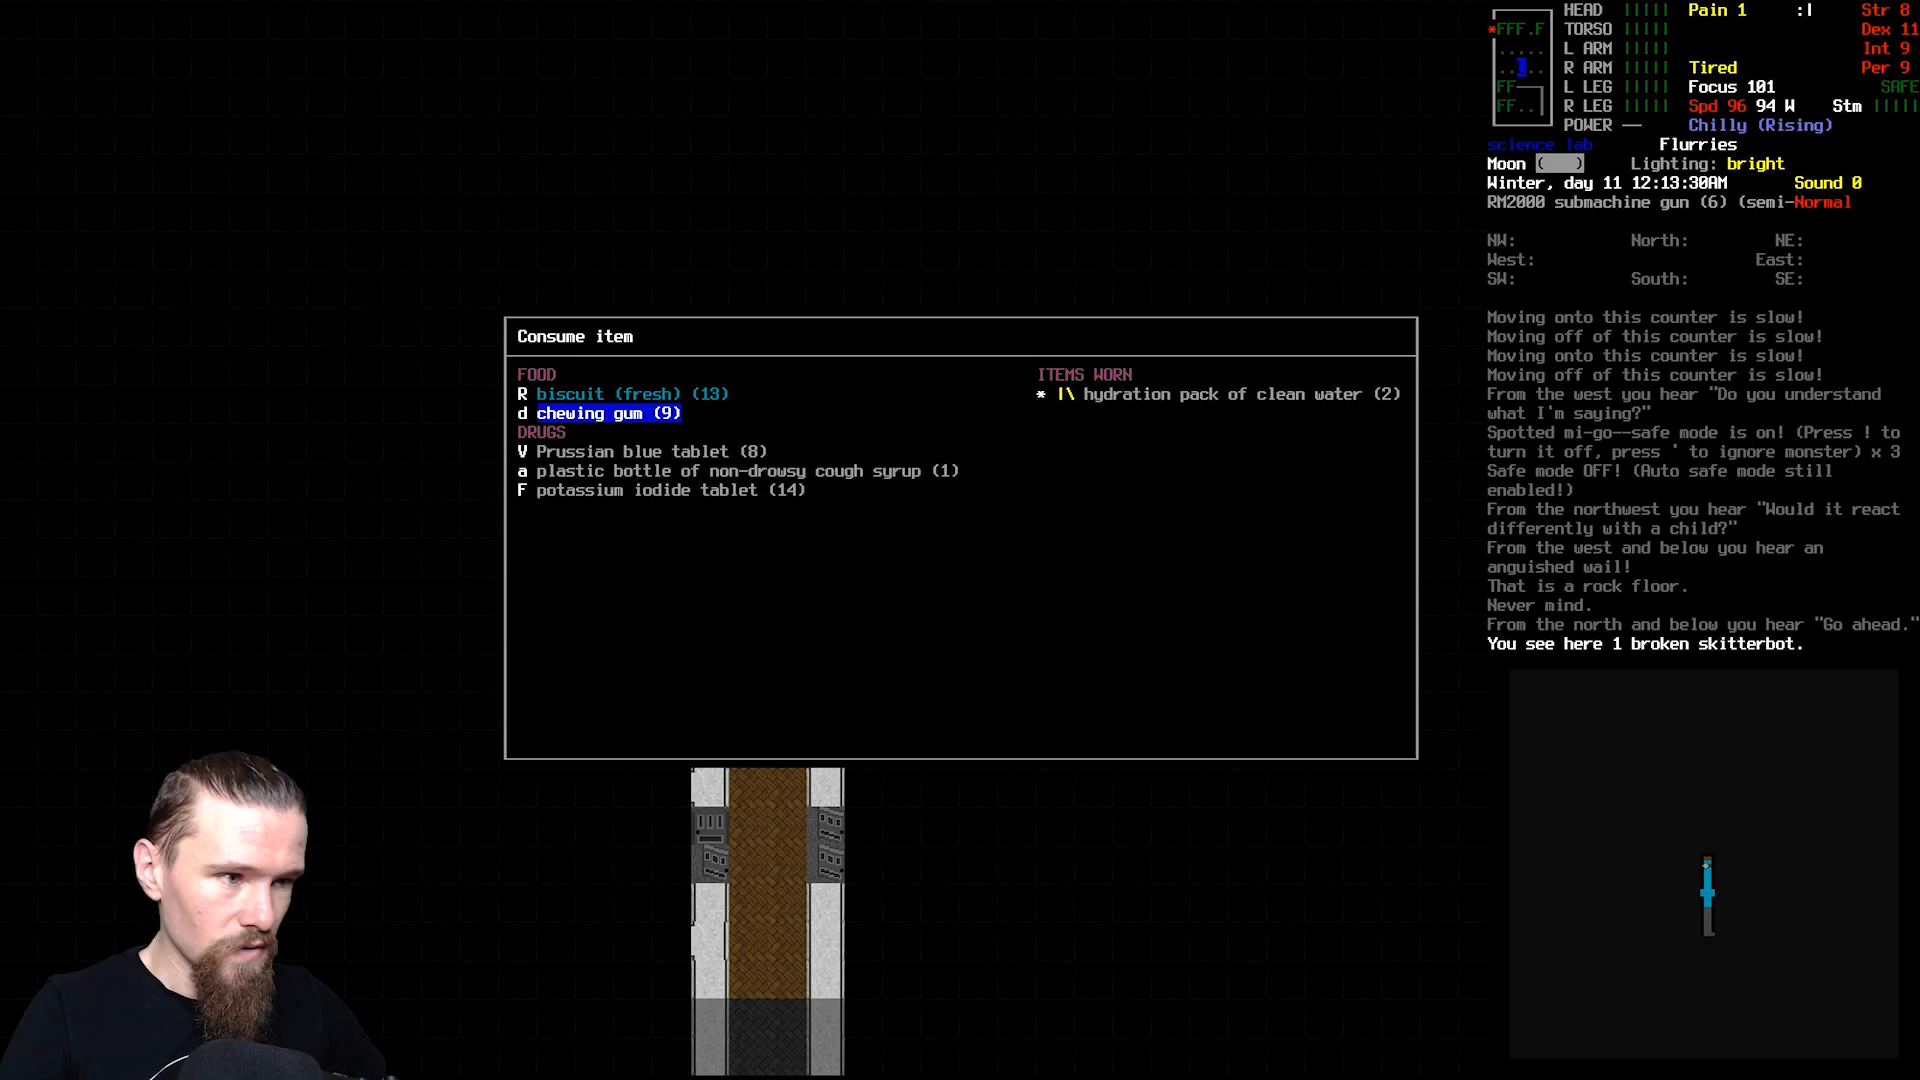 HEAD ||||| Pain 1 :| Str 8
*FFF.F TORSO ||||| Dex 11
..... L ARM ||||| Int 9
R ARM ||||| Tired Per 9
FF L LEG ||||| Focus 101 SAFE
FF.. R LEG ||||| Spd 96 94 W Stm |||||
POWER -- Chilly (Rising)
science lab Flurries
Moon ( ) Lighting: bright
Winter, day 11 12:13:30AM Sound 0
RM2000 submachine gun (6) (semi-Normal
NW: North: NE:
West: East:
SW: South: SE:
Moving onto this counter is slow!
Moving off of this counter is slow!
Moving onto this counter is slow!
Moving off of this counter is slow!
From the west you hear "Do you understand
what I'm saying?"
Spotted mi-go--safe mode is on! (Press ! to
turn it off, press ' to ignore monster) x 3
Safe mode OFF! (Auto safe mode still
enabled!)
From the northwest you hear "Would it react
differently with a child?"
From the west and below you hear an
anguished wail!
That is a rock floor.
Never mind.
From the north and below you hear "Go ahead."
You see here 1 broken skitterbot.
Consume item
FOOD
R biscuit (fresh) (13)
d chewing gum (9)
DRUGS
V Prussian blue tablet (8)
a plastic bottle of non-drowsy cough syrup (1)
F potassium iodide tablet (14)
ITEMS WORN
* |\ hydration pack of clean water (2)